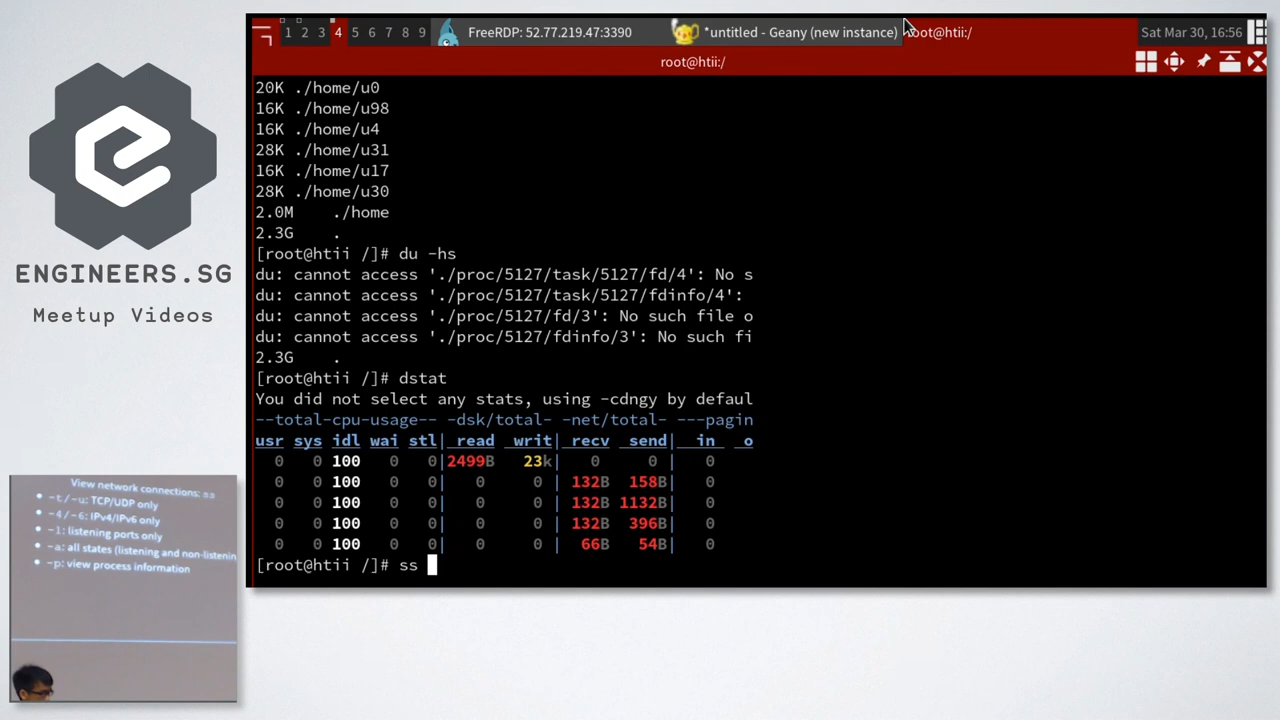 1 2 3 4 5 6 7 8 9
FreeRDP: 52.77.219.47:3390
*untitled - Geany (new instance)
root@htii:/
Sat Mar 30, 16:56
root@htii:/
20K ./home/u0
16K ./home/u98
16K ./home/u4
28K ./home/u31
16K ./home/u17
28K ./home/u30
2.0M ./home
2.3G .
[root@htii /]# du -hs
du: cannot access './proc/5127/task/5127/fd/4': No s
du: cannot access './proc/5127/task/5127/fdinfo/4':
du: cannot access './proc/5127/fd/3': No such file o
du: cannot access './proc/5127/fdinfo/3': No such fi
2.3G .
[root@htii /]# dstat
You did not select any stats, using -cdngy by defaul
--total-cpu-usage-- -dsk/total- -net/total- ---pagin
usr sys idl wai stl| read writ| recv send| in o
0 0 100 0 0|2499B 23k| 0 0 | 0
0 0 100 0 0| 0 0 | 132B 158B| 0
0 0 100 0 0| 0 0 | 132B 1132B| 0
0 0 100 0 0| 0 0 | 132B 396B| 0
0 0 100 0 0| 0 0 | 66B 54B| 0
[root@htii /]# ss
ENGINEERS.SG
Meetup Videos
View network connections: ss
• -t/-u: TCP/UDP only
• -4/-6: IPv4/IPv6 only
• -l: listening ports only
• -a: all states (listening and non-listenin
• -p: view process information